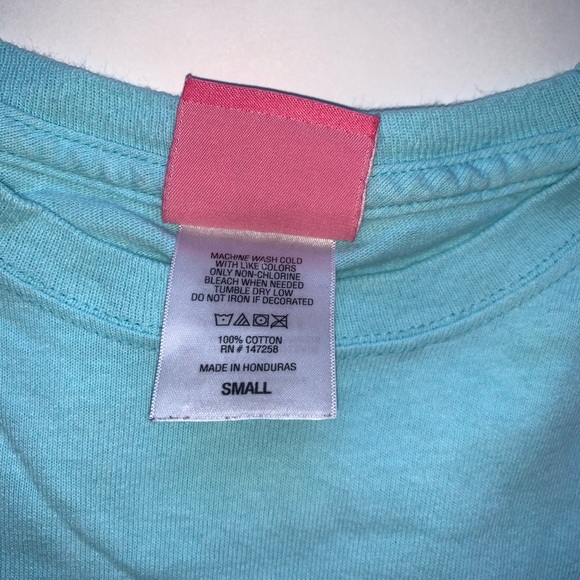 MACHINE WASH COLD
WITH LIKE COLORS
ONLY NON-CHLORINE
BLEACH WHEN NEEDED
TUMBLE DRY LOW
DO NOT IRON IF DECORATED
100% COTTON
RN # 147258
MADE IN HONDURAS
SMALL